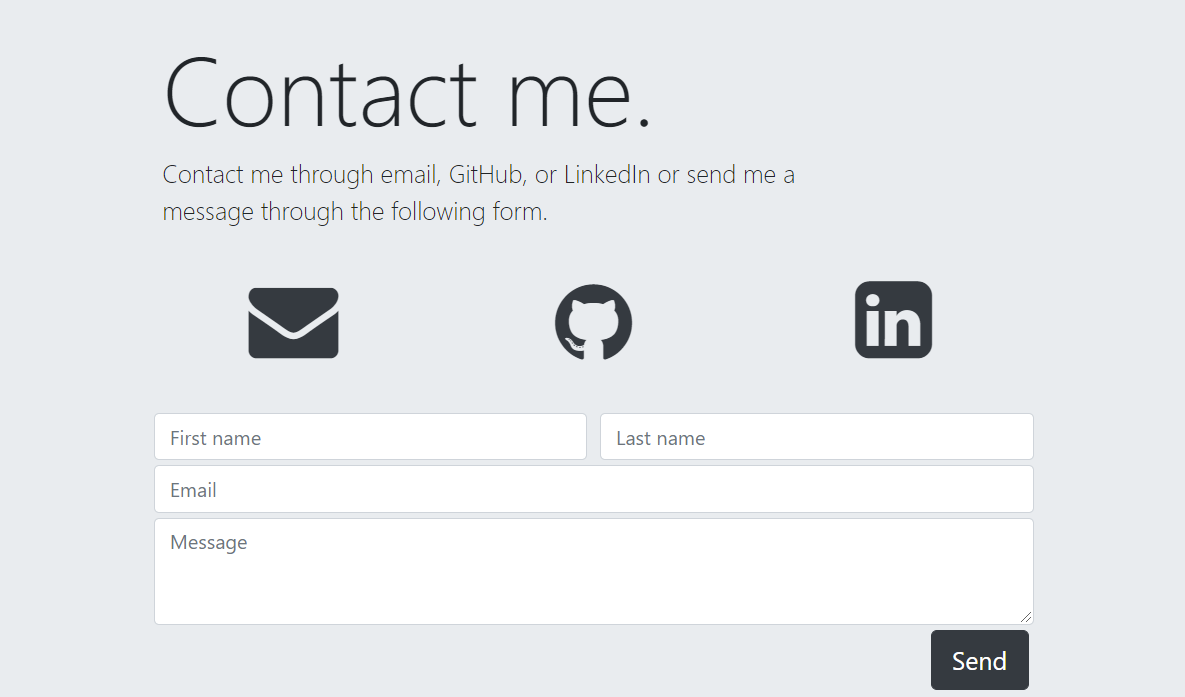 Contact me.
Contact me through email, GitHub, or LinkedIn or send me a
message through the following form.
in
First name
Last name
Email
Message
Send